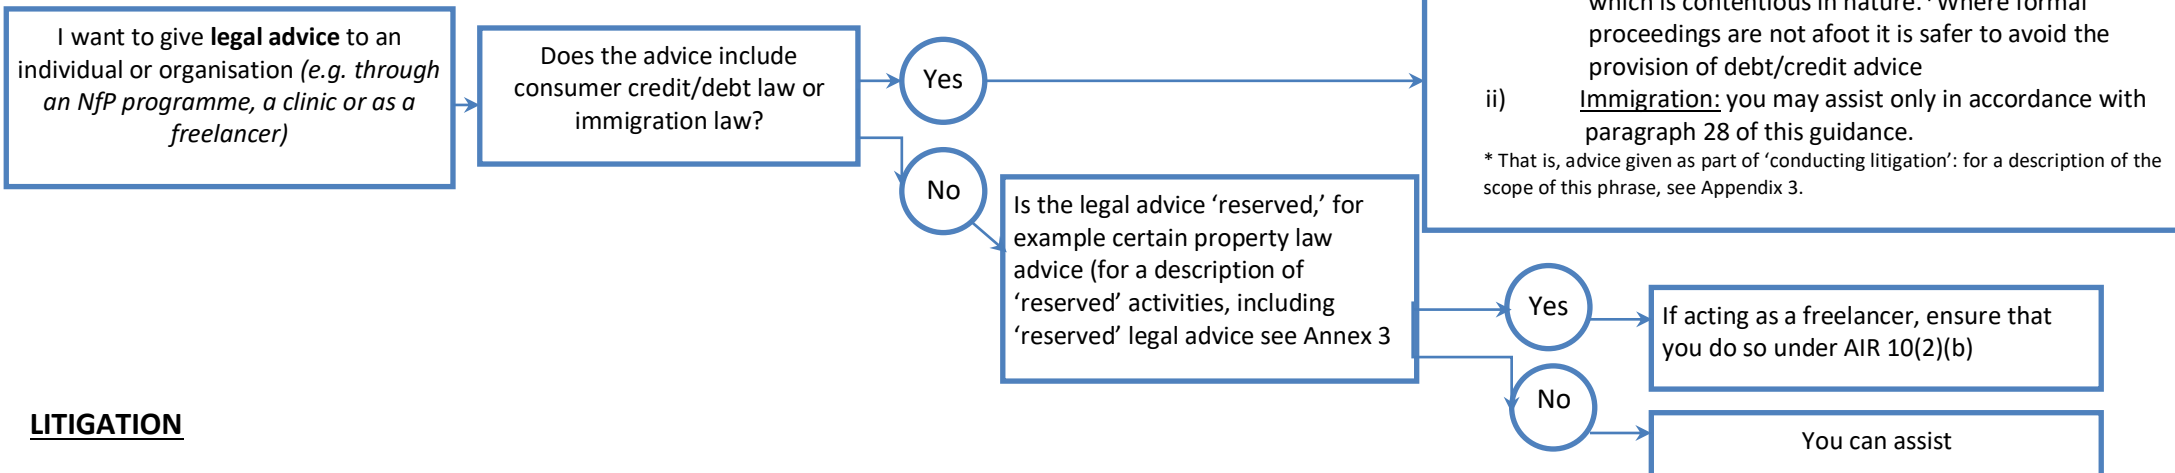 I want to give legal advice to an
individual or organisation (e.g. through
an NfP programme, a clinic or as a
freelancer)
Does the advice include
consumer credit/debt law or
immigration law?
Yes
which is contentious in nature.*Where formal
proceedings are not afoot it is safer to avoid the
provision of debt/credit advice
ii) Immigration: you may assist only in accordance with
paragraph 28 of this guidance.
* That is, advice given as part of ‘conducting litigation’: for a description of the
scope of this phrase, see Appendix 3.
No
Is the legal advice ‘reserved,’ for
example certain property law
advice (for a description of
‘reserved’ activities, including
‘reserved’ legal advice see Annex 3
Yes
If acting as a freelancer, ensure that
you do so under AIR 10(2)(b)
No
You can assist
LITIGATION